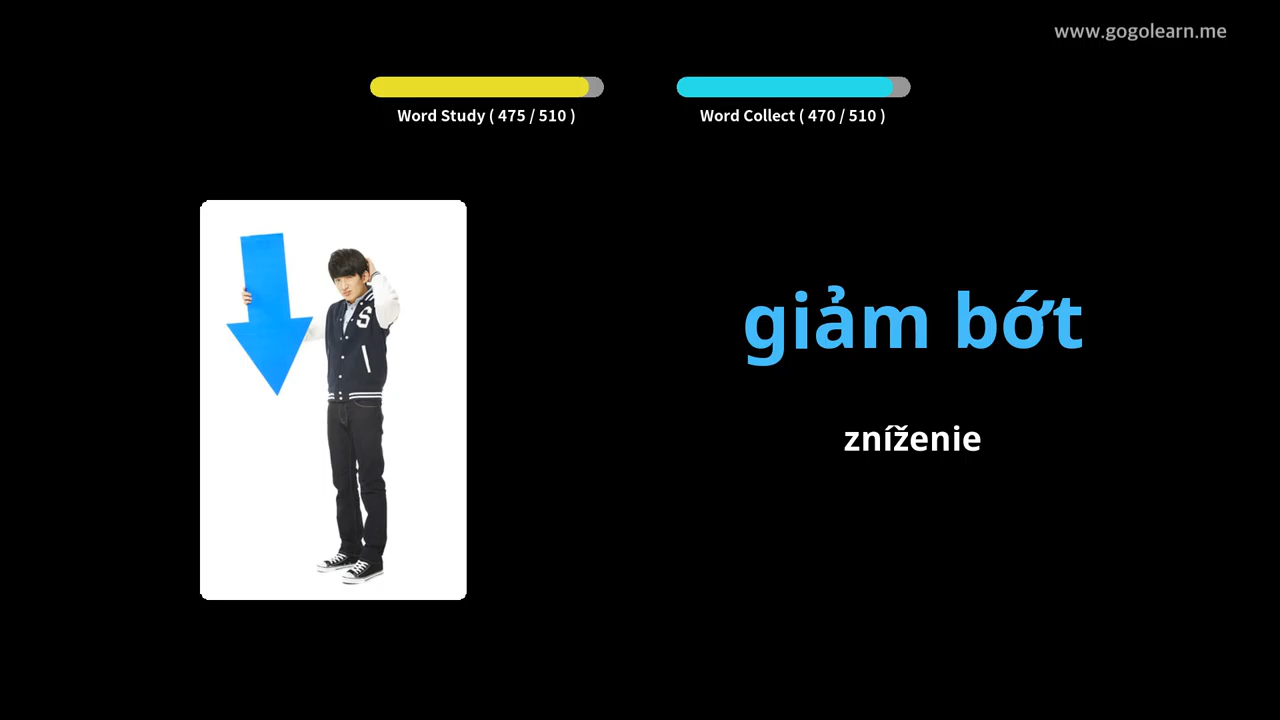 www.gogolearn.me
Word Study ( 475 / 510 )
Word Collect ( 470 / 510 )
S
giảm bớt
zníženie